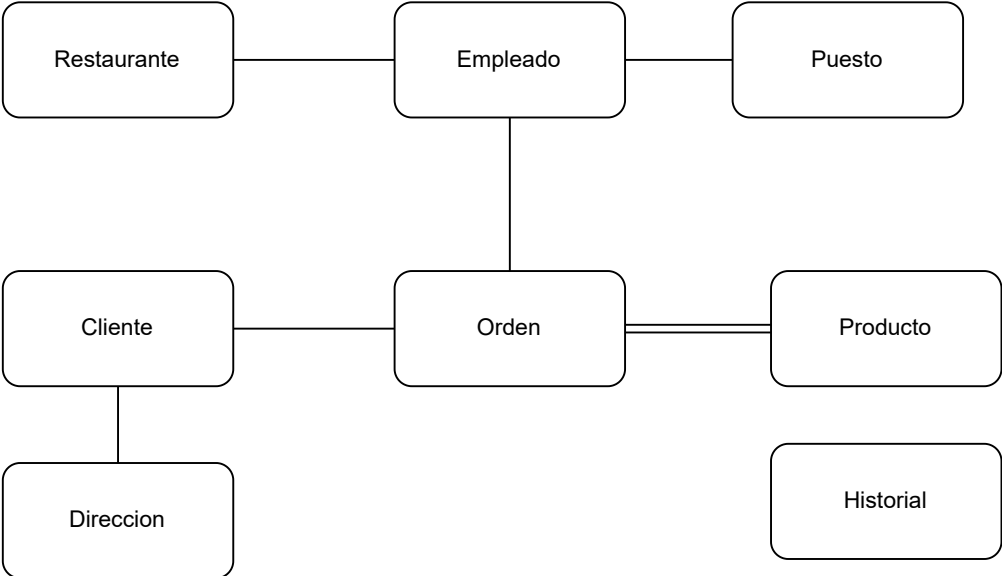 Restaurante
Empleado
Puesto
Cliente
Orden
Producto
Historial
Direccion